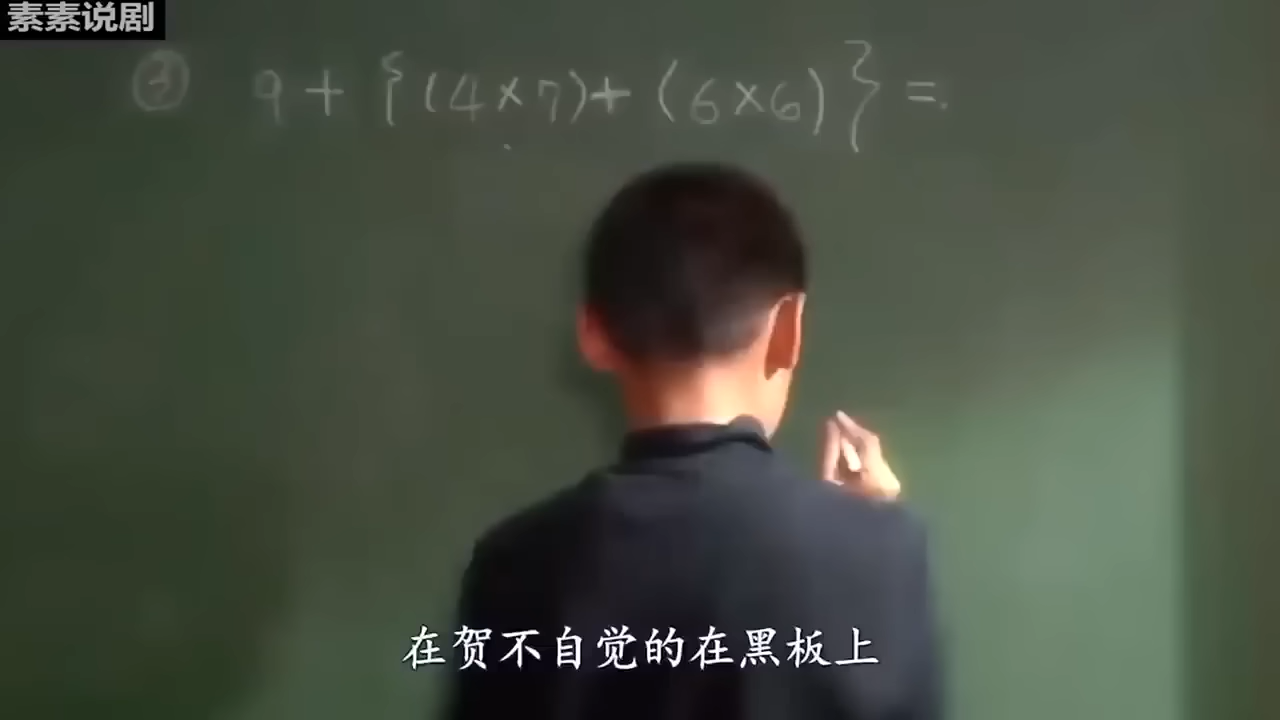 素素说剧
② 9 + {(4×7)+(6×6)} =
在贺不自觉的在黑板上